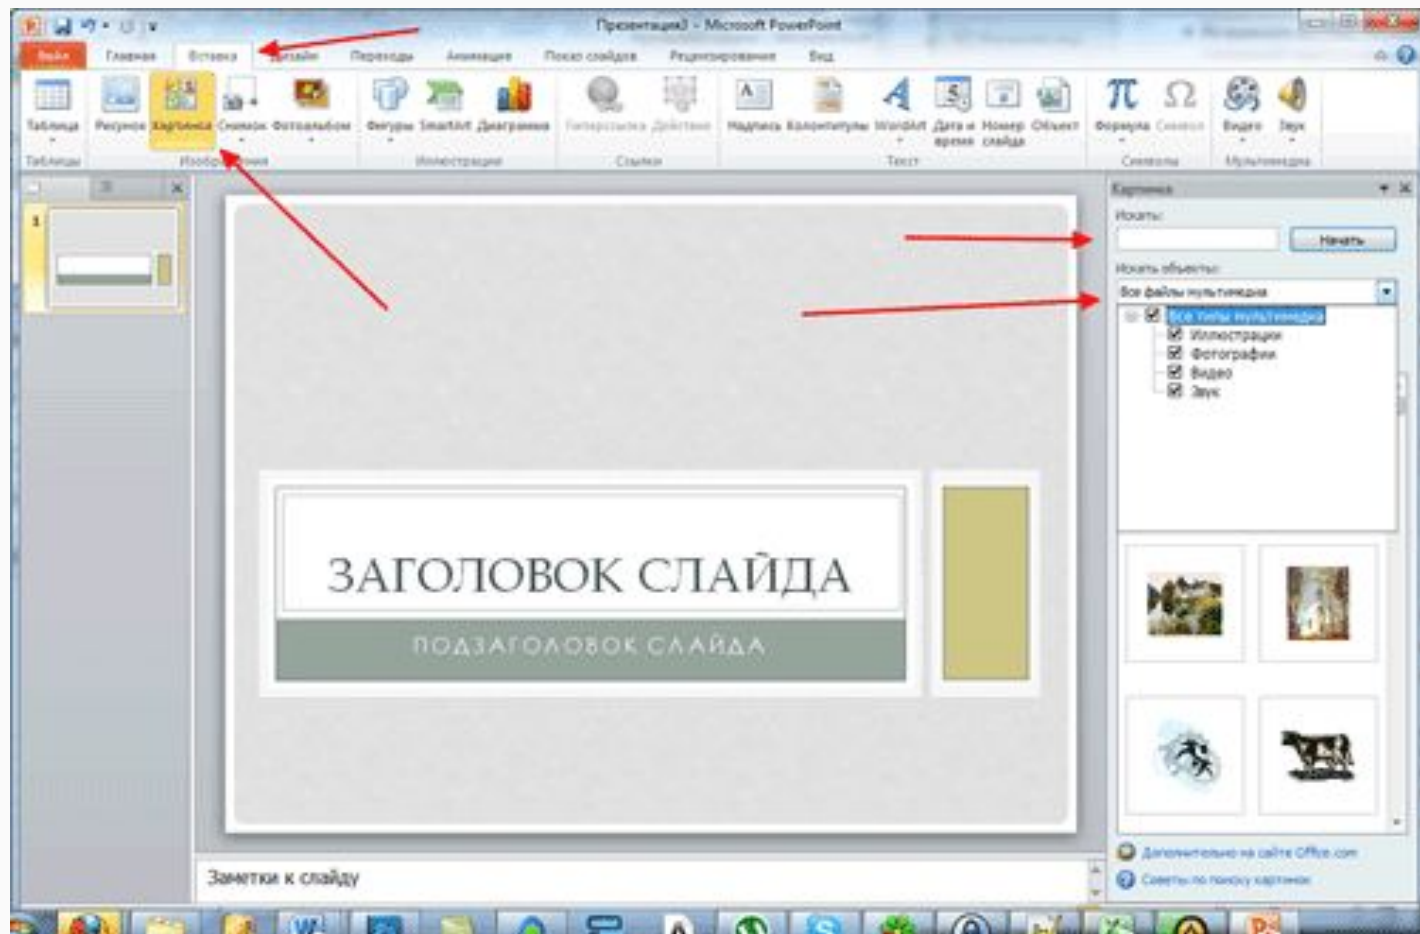 Презентация3 - Microsoft PowerPoint
Файл Главная Вставка Дизайн Переходы Анимация Показ слайдов Рецензирование Вид
Таблица Рисунок Картинка Снимок Фотоальбом Фигуры SmartArt Диаграмма Гиперссылка Действие Надпись Колонтитулы WordArt Дата и время Номер слайда Объект Формула Символ Видео Звук
Таблицы Изображения Иллюстрации Ссылки Текст Символы Мультимедиа
1
Картинка
Искать:
Начать
Искать объекты:
Все файлы мультимедиа
Все типы мультимедиа
Иллюстрации
Фотографии
Видео
Звук
ЗАГОЛОВОК СЛАЙДА
ПОДЗАГОЛОВОК СЛАЙДА
Дополнительно на сайте Office.com
Советы по поиску картинок
Заметки к слайду